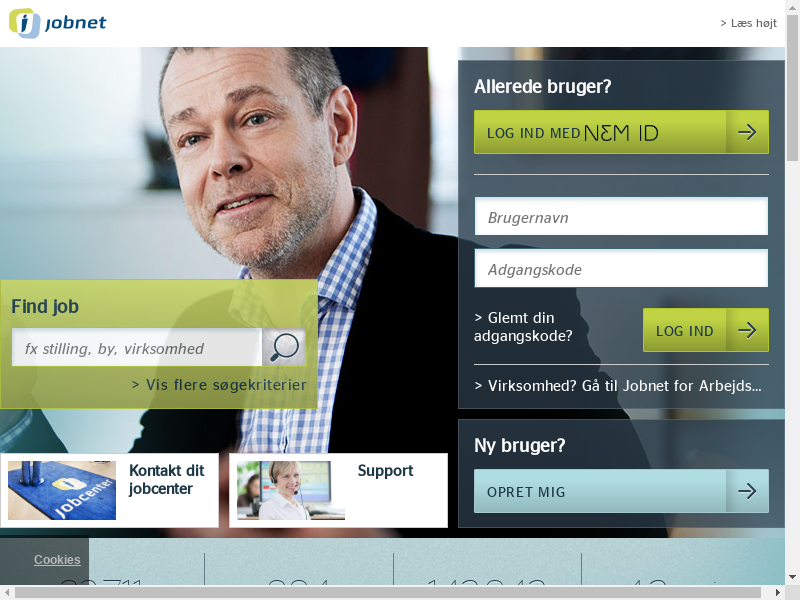 jobnet
> Læs højt
Allerede bruger?
LOG IND MED NEM ID
Brugernavn
Adgangskode
> Glemt din
adgangskode?
LOG IND
> Virksomhed? Gå til Jobnet for Arbejds...
Find job
fx stilling, by, virksomhed
> Vis flere søgekriterier
Ny bruger?
OPRET MIG
jobcenter
Kontakt dit
jobcenter
Support
Cookies